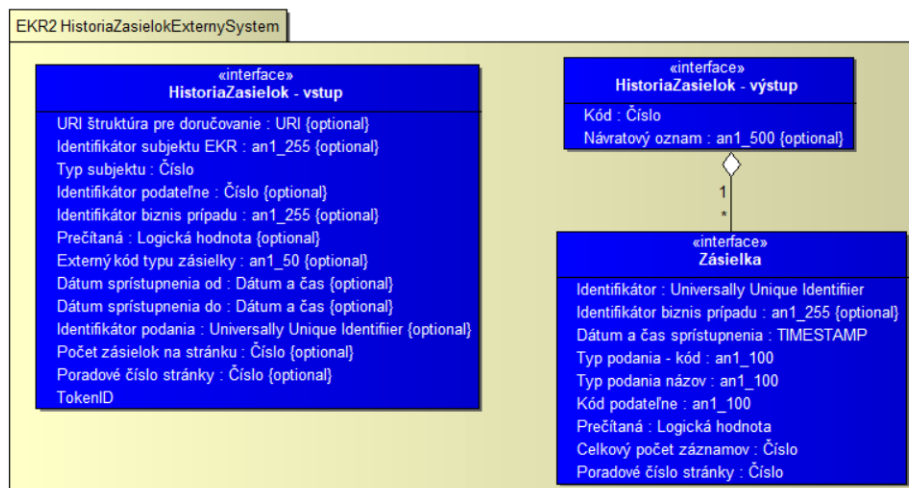 EKR2 HistoriaZasielokExternySystem
«interface»
HistoriaZasielok - vstup
URI štruktúra pre doručovanie : URI {optional}
Identifikátor subjektu EKR : an1_255 {optional}
Typ subjektu : Číslo
Identifikátor podateľne : Číslo {optional}
Identifikátor biznis prípadu : an1_255 {optional}
Prečítaná : Logická hodnota {optional}
Externý kód typu zásielky : an1_50 {optional}
Dátum sprístupnenia od : Dátum a čas {optional}
Dátum sprístupnenia do : Dátum a čas {optional}
Identifikátor podania : Universally Unique Identifiier {optional}
Počet zásielok na stránku : Číslo {optional}
Poradové číslo stránky : Číslo {optional}
TokenID
«interface»
HistoriaZasielok - výstup
Kód : Číslo
Návratový oznam : an1_500 {optional}
1
*
«interface»
Zásielka
Identifikátor : Universally Unique Identifiier
Identifikátor biznis prípadu : an1_255 {optional}
Dátum a čas sprístupnenia : TIMESTAMP
Typ podania - kód : an1_100
Typ podania názov : an1_100
Kód podateľne : an1_100
Prečítaná : Logická hodnota
Celkový počet záznamov : Číslo
Poradové číslo stránky : Číslo